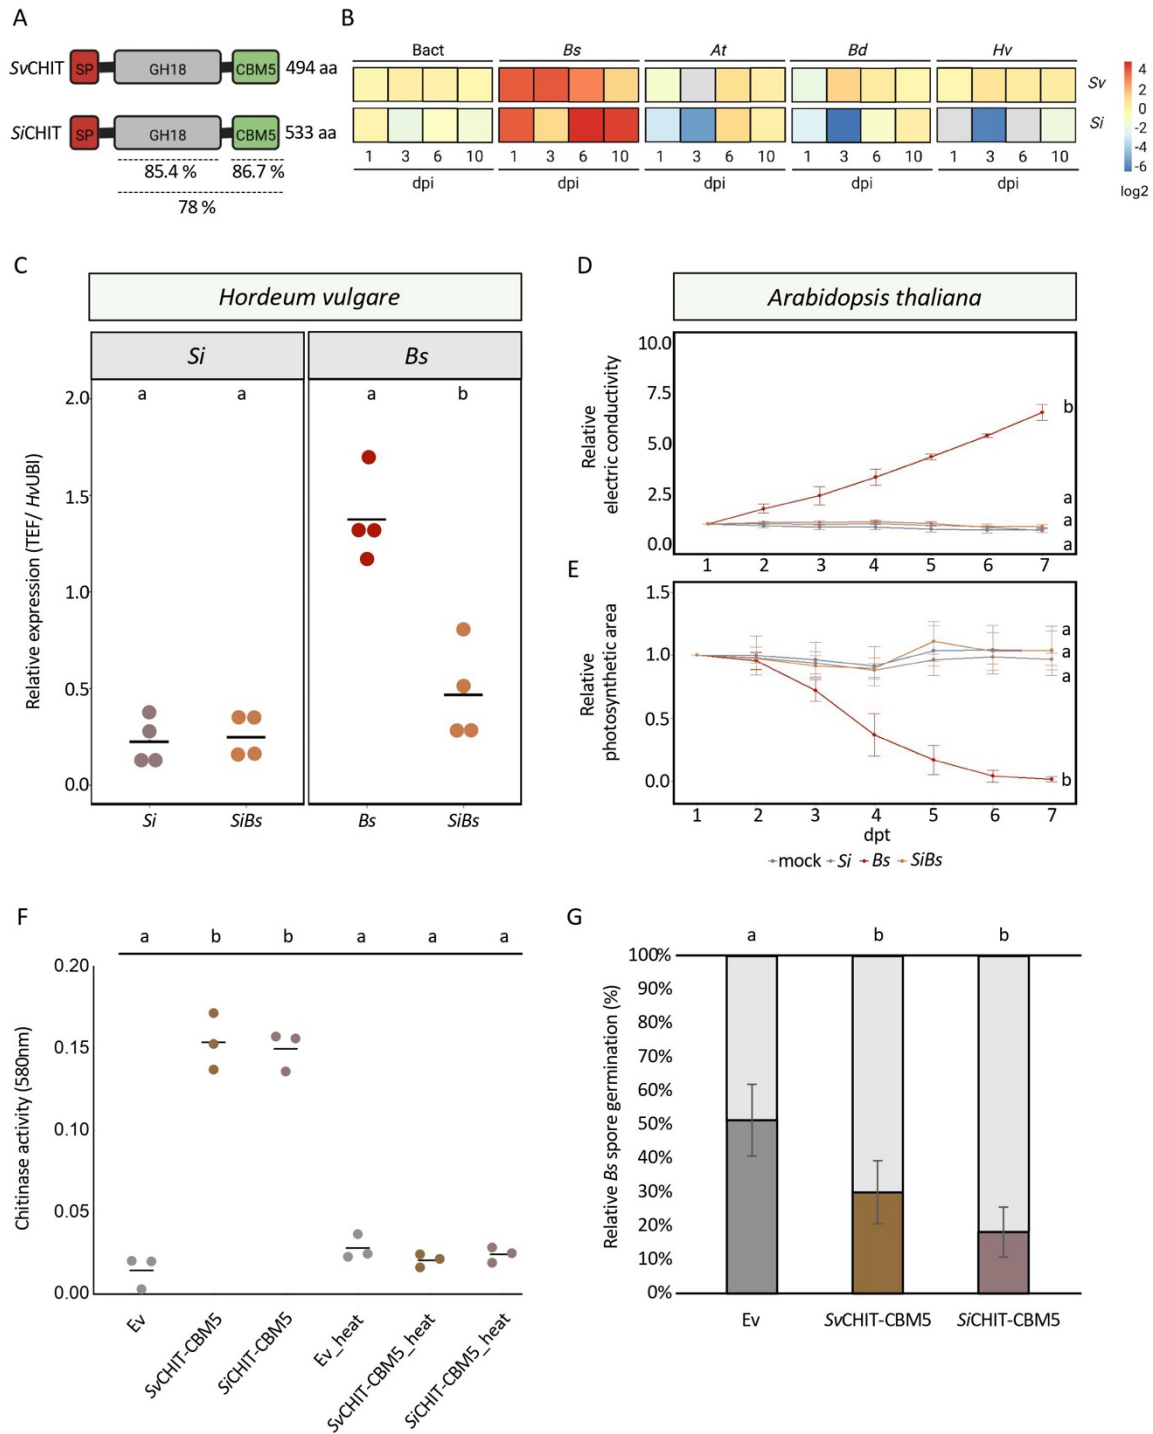 A
SvCHIT SP GH18 CBM5 494 aa
SiCHIT SP GH18 CBM5 533 aa
85.4 % 86.7 %
78 %
B
Bact Bs At Bd Hv
Sv
Si
1 3 6 10 1 3 6 10 1 3 6 10 1 3 6 10 1 3 6 10
dpi dpi dpi dpi dpi
4
2
0
-2
-4
-6
log2
C
Hordeum vulgare
Si Bs
a a a b
Relative expression (TEF/ HvUBI)
2.0
1.5
1.0
0.5
0.0
Si SiBs Bs SiBs
D
Arabidopsis thaliana
Relative
electric conductivity
10.0
7.5
5.0
2.5
0.0
b
a
a
a
1 2 3 4 5 6 7
E
Relative
photosynthetic area
1.5
1.0
0.5
0.0
a
a
a
b
1 2 3 4 5 6 7
dpt
mock Si Bs SiBs
F
a b b a a a
Chitinase activity (580nm)
0.20
0.15
0.10
0.05
0.00
Ev
SvCHIT-CBM5
SiCHIT-CBM5
Ev_heat
SvCHIT-CBM5_heat
SiCHIT-CBM5_heat
G
a b b
Relative Bs spore germination (%)
100%
90%
80%
70%
60%
50%
40%
30%
20%
10%
0%
Ev SvCHIT-CBM5 SiCHIT-CBM5